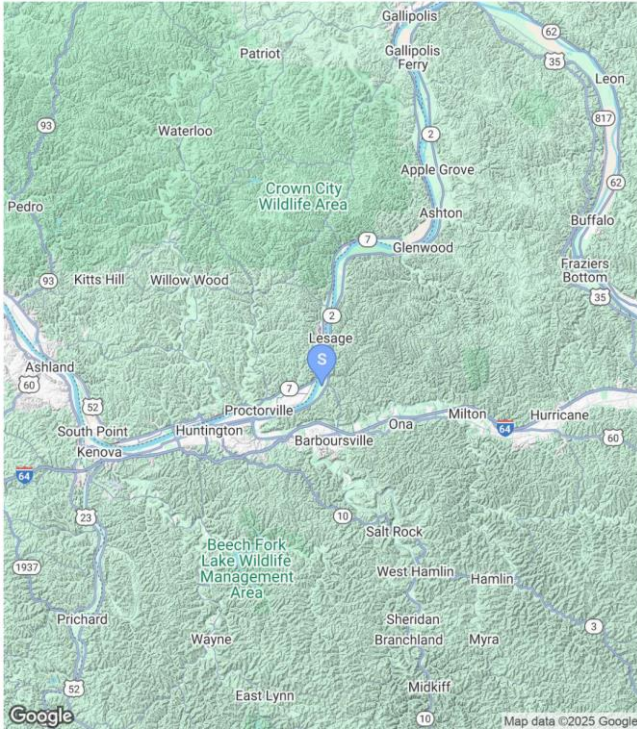 Gallipolis
62
Patriot
Gallipolis
Ferry
35
Leon
93
2
817
Waterloo
Apple Grove
62
Crown City
Wildlife Area
Pedro
Ashton
Buffalo
7
Glenwood
Fraziers
Bottom
Kitts Hill
Willow Wood
93
35
2
Lesage
S
Ashland
60
7
52
Proctorville
Milton
Hurricane
South Point
Huntington
Ona
64
60
Kenova
Barboursville
64
23
10
Salt Rock
Beech Fork
Lake Wildlife
Management
Area
1937
West Hamlin
Hamlin
Prichard
Sheridan
3
Wayne
Branchland
Myra
52
East Lynn
Midkiff
10
Google
Map data ©2025 Google